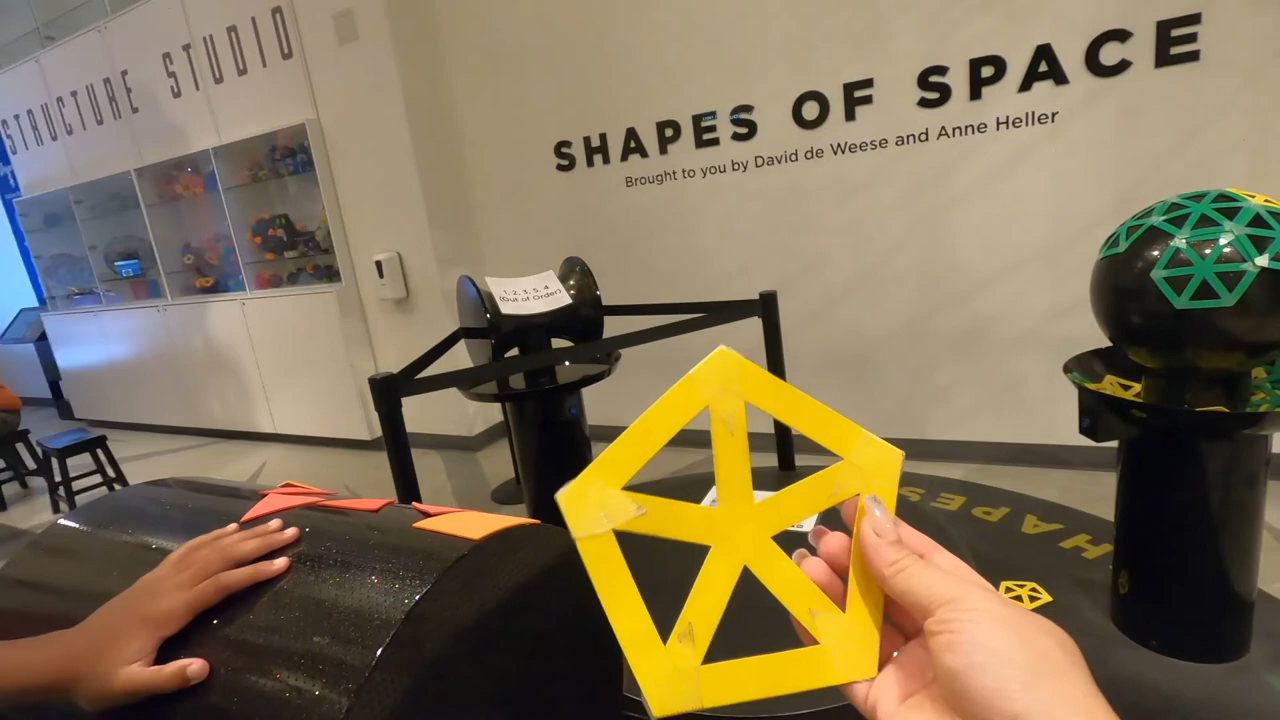 STRUCTURE STUDIO
SHAPES OF SPACE
Brought to you by David de Weese and Anne Heller
1, 2, 3, 5, 4
(Out of Order)
SHAPES